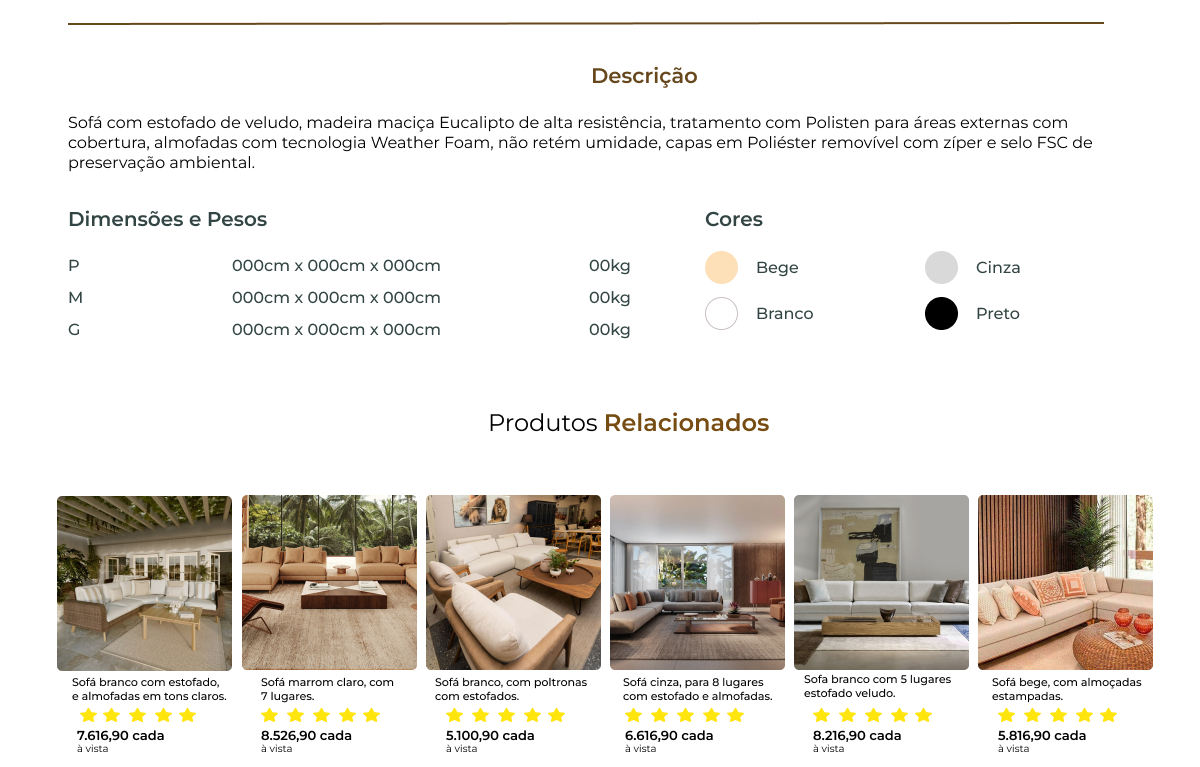 Descrição
Sofá com estofado de veludo, madeira maciça Eucalipto de alta resistência, tratamento com Polisten para áreas externas com
cobertura, almofadas com tecnologia Weather Foam, não retém umidade, capas em Poliéster removível com zíper e selo FSC de
preservação ambiental.
Dimensões e Pesos
P 000cm x 000cm x 000cm 00kg
M 000cm x 000cm x 000cm 00kg
G 000cm x 000cm x 000cm 00kg
Cores
Bege Cinza
Branco Preto
Produtos Relacionados
Sofá branco com estofado,
e almofadas em tons claros.
7.616,90 cada
à vista
Sofá marrom claro, com
7 lugares.
8.526,90 cada
à vista
Sofá branco, com poltronas
com estofados.
5.100,90 cada
à vista
Sofá cinza, para 8 lugares
com estofado e almofadas.
6.616,90 cada
à vista
Sofá branco com 5 lugares
estofado veludo.
8.216,90 cada
à vista
Sofá bege, com almoçadas
estampadas.
5.816,90 cada
à vista